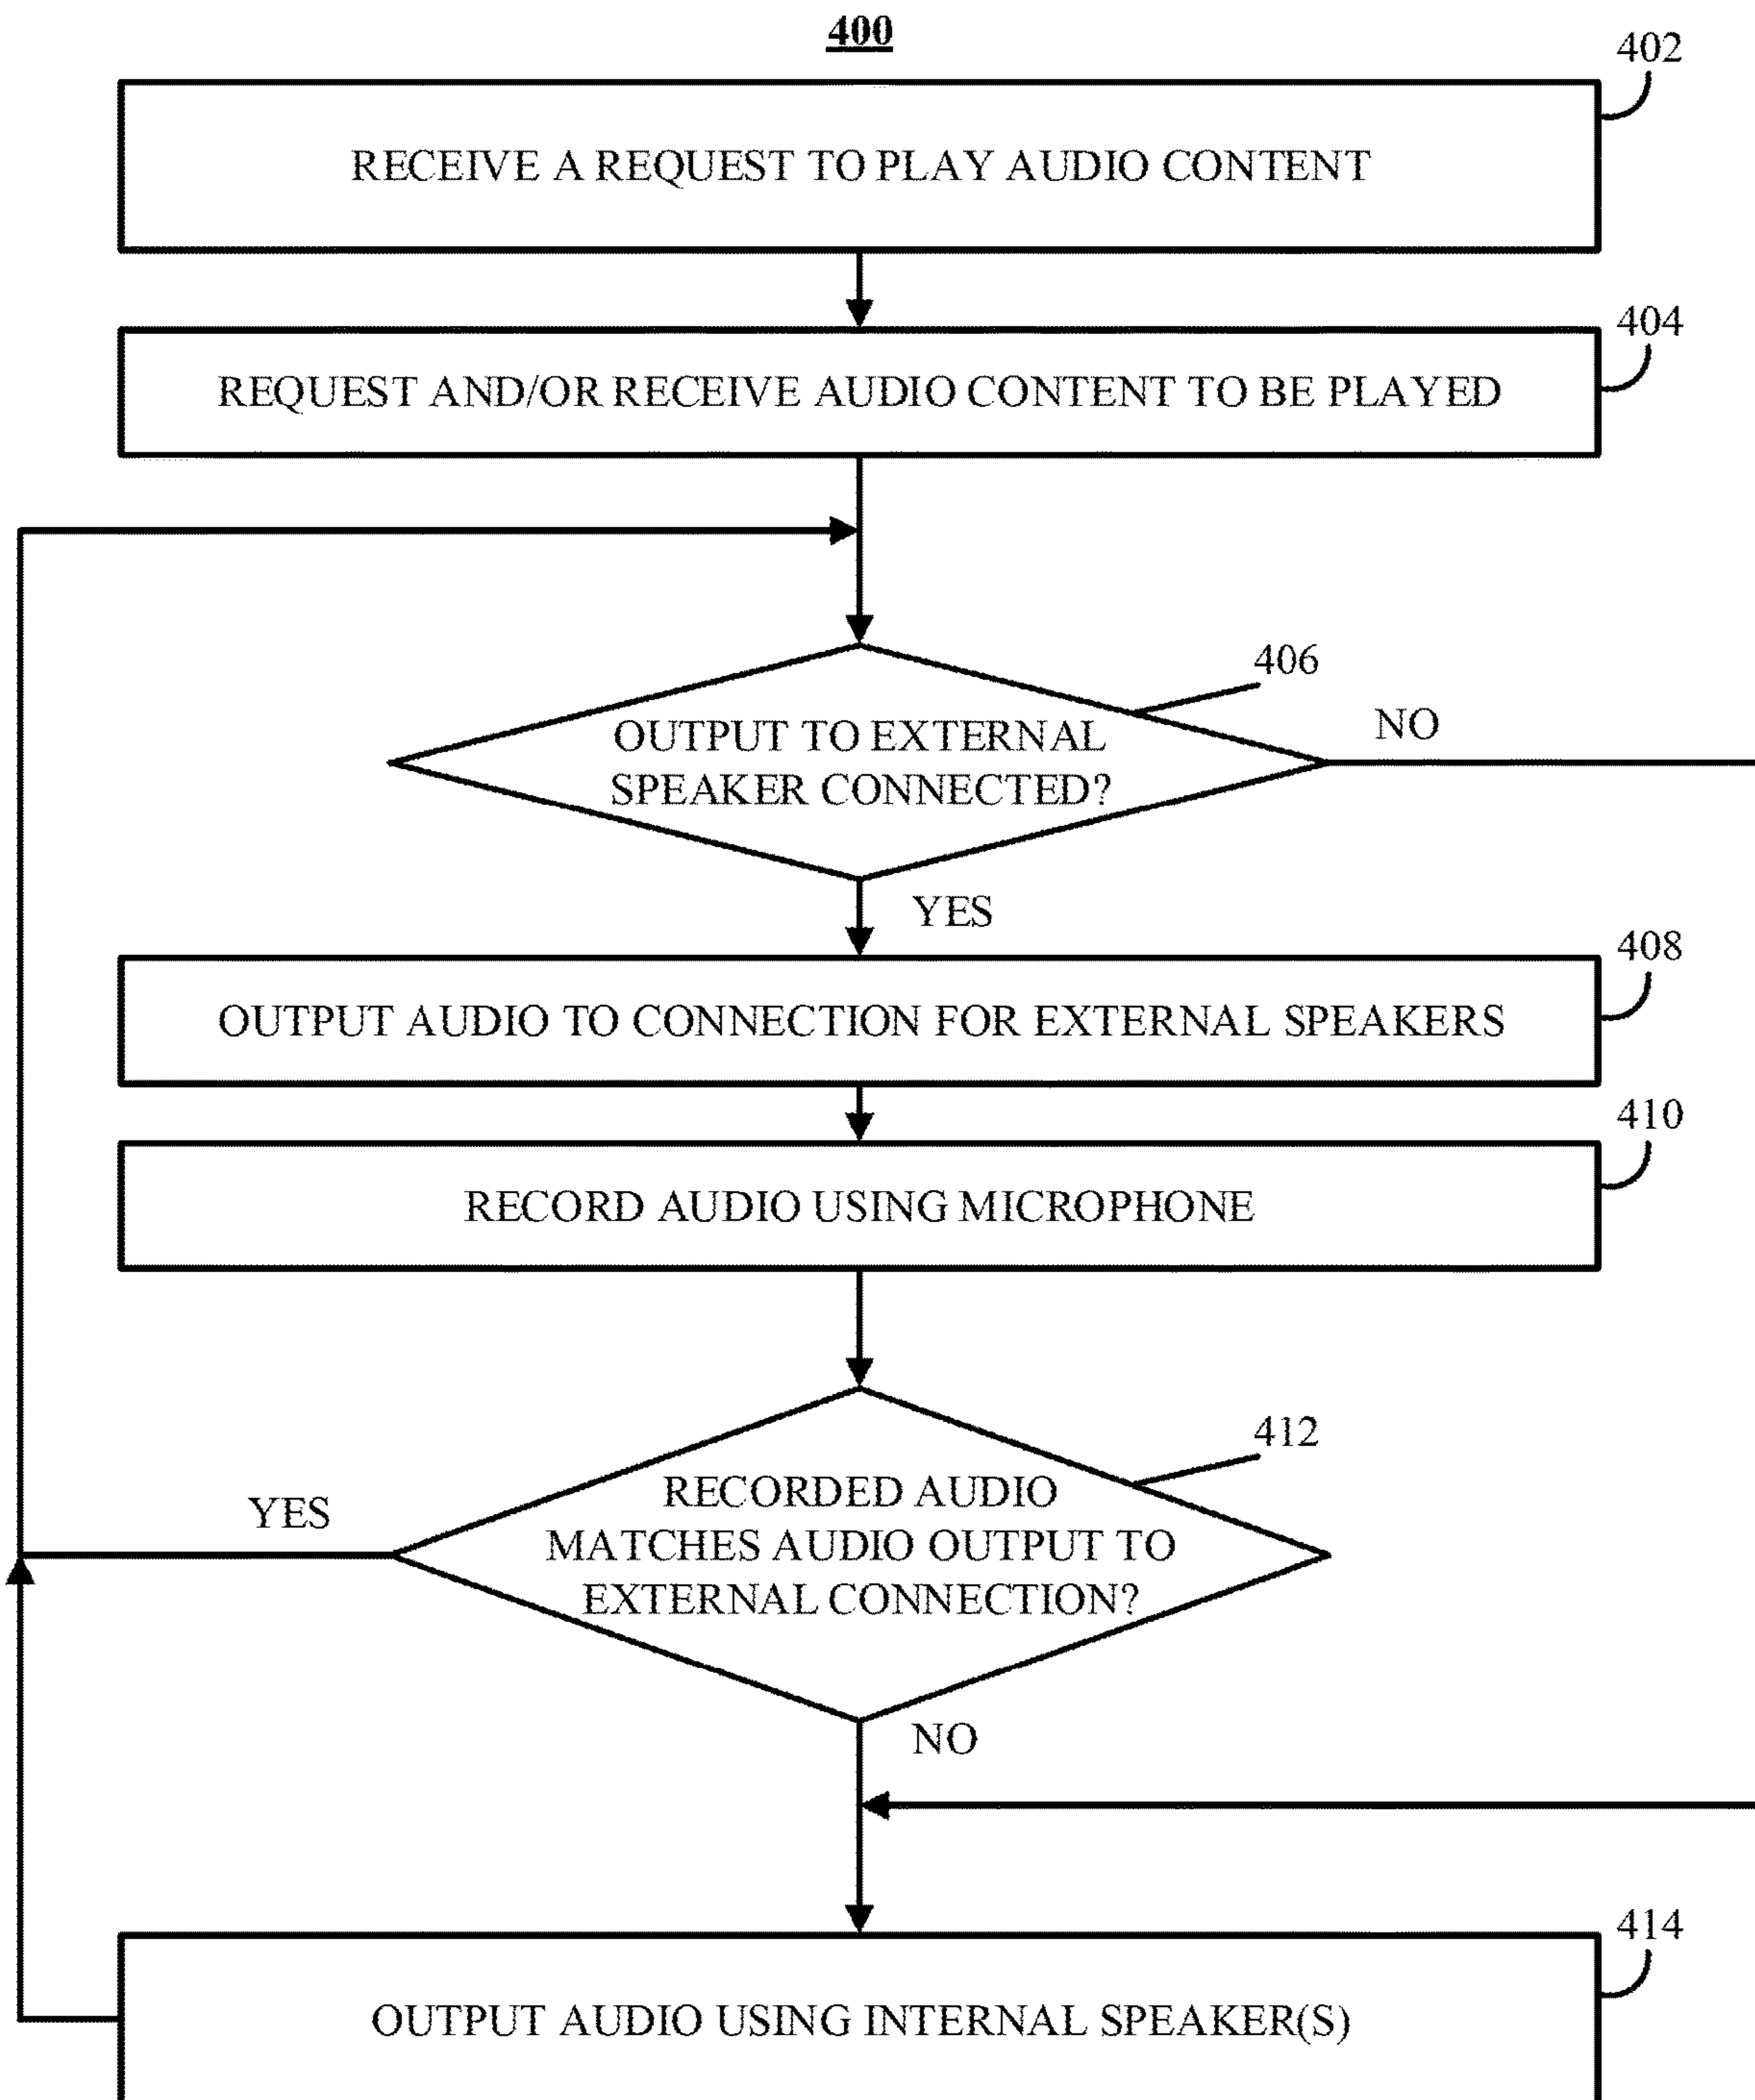 400
402
RECEIVE A REQUEST TO PLAY AUDIO CONTENT
404
REQUEST AND/OR RECEIVE AUDIO CONTENT TO BE PLAYED
406
OUTPUT TO EXTERNAL
SPEAKER CONNECTED?
NO
YES
408
OUTPUT AUDIO TO CONNECTION FOR EXTERNAL SPEAKERS
410
RECORD AUDIO USING MICROPHONE
412
RECORDED AUDIO
MATCHES AUDIO OUTPUT TO
EXTERNAL CONNECTION?
YES
NO
414
OUTPUT AUDIO USING INTERNAL SPEAKER(S)